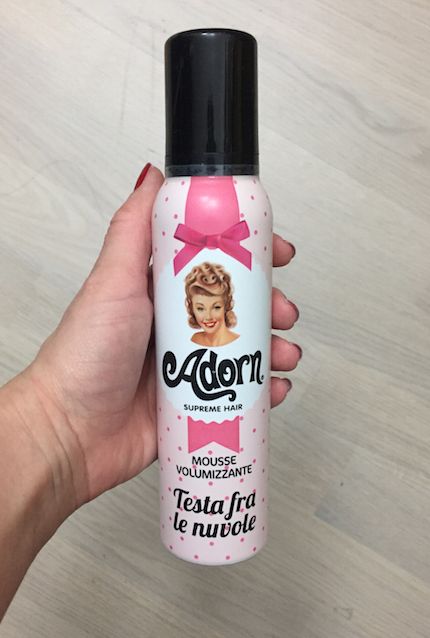 Adorn
SUPREME HAIR
MOUSSE
VOLUMIZZANTE
Testa fra
le nuvole